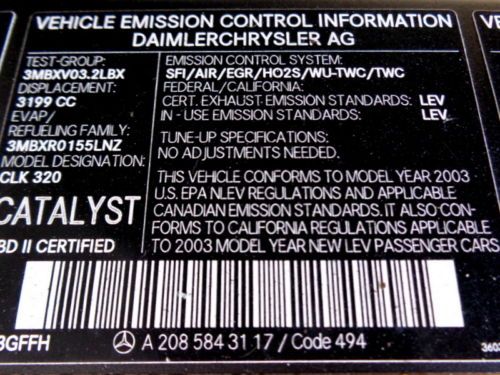 VEHICLE EMISSION CONTROL INFORMATION
DAIMLERCHRYSLER AG
TEST-GROUP:
3MBXV03.2LBX
DISPLACEMENT:
3199 CC
EVAP/
REFUELING FAMILY:
3MBXR0155LNZ
MODEL DESIGNATION:
CLK 320
CATALYST
BD II CERTIFIED
EMISSION CONTROL SYSTEM:
SFI/AIR/EGR/HO2S/WU-TWC/TWC
FEDERAL/CALIFORNIA:
CERT. EXHAUST-EMISSION STANDARDS: LEV
IN - USE EMISSION STANDARDS: LEV
TUNE-UP SPECIFICATIONS:
NO ADJUSTMENTS NEEDED.
THIS VEHICLE CONFORMS TO MODEL YEAR 2003
U.S. EPA NLEV REGULATIONS AND APPLICABLE
CANADIAN EMISSION STANDARDS. IT ALSO CON-
FORMS TO CALIFORNIA REGULATIONS APPLICABLE
TO 2003 MODEL YEAR NEW LEV PASSENGER CARS
3GFFH
A 208 584 31 17 / Code 494